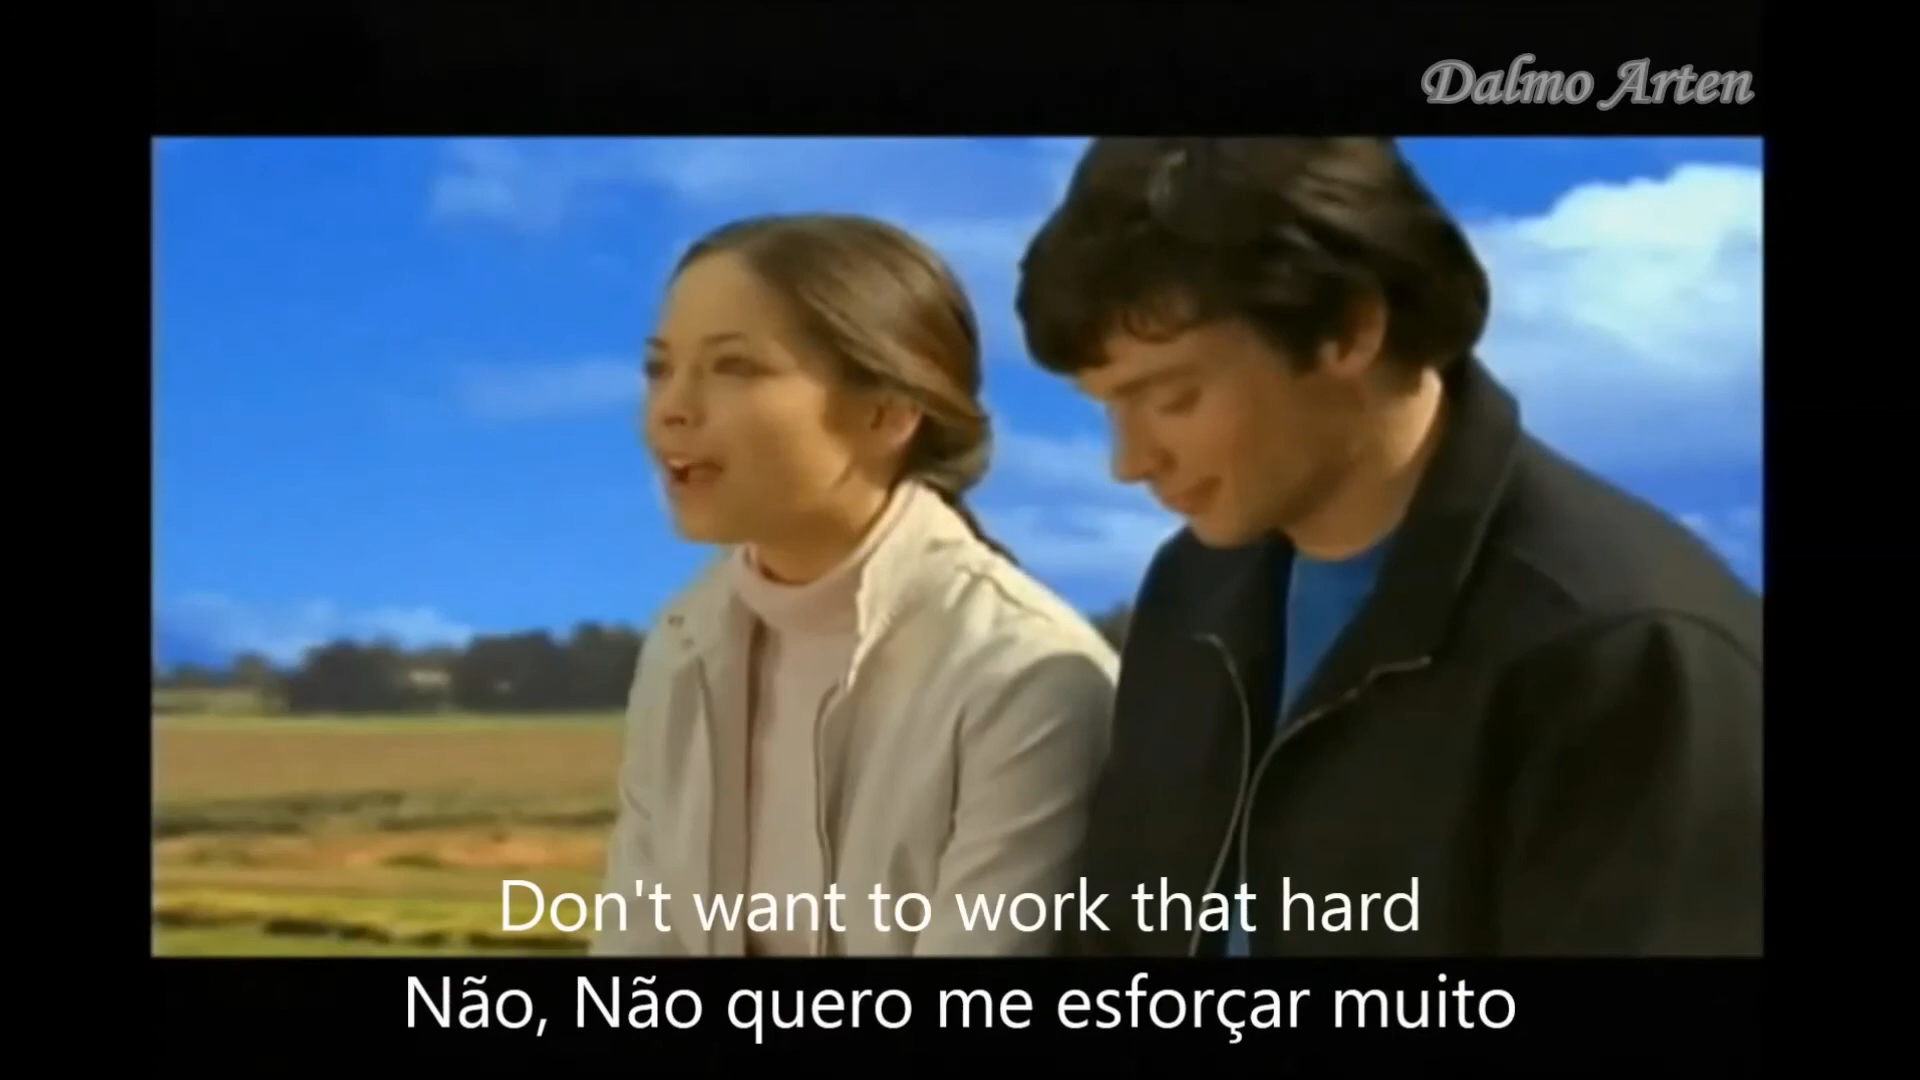 Dalmo Arten
Don't want to work that hard
Não, Não quero me esforçar muito